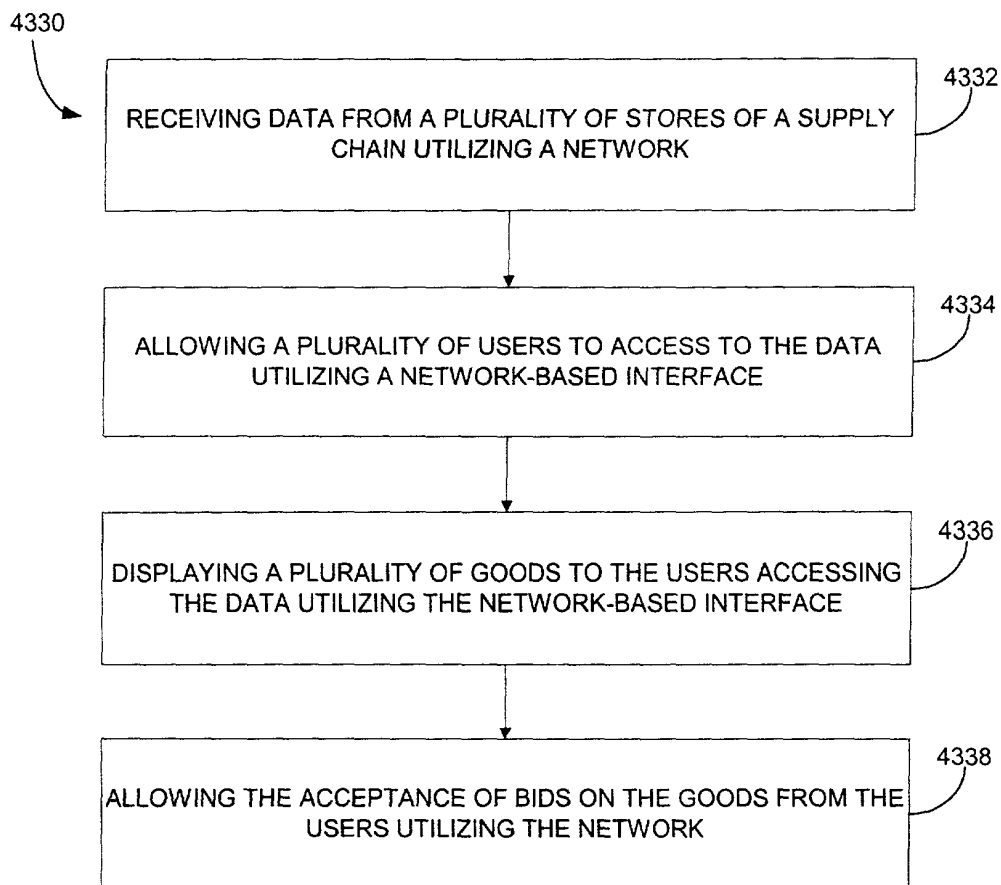 4330
4332
RECEIVING DATA FROM A PLURALITY OF STORES OF A SUPPLY
CHAIN UTILIZING A NETWORK
4334
ALLOWING A PLURALITY OF USERS TO ACCESS TO THE DATA
UTILIZING A NETWORK-BASED INTERFACE
4336
DISPLAYING A PLURALITY OF GOODS TO THE USERS ACCESSING
THE DATA UTILIZING THE NETWORK-BASED INTERFACE
4338
ALLOWING THE ACCEPTANCE OF BIDS ON THE GOODS FROM THE
USERS UTILIZING THE NETWORK